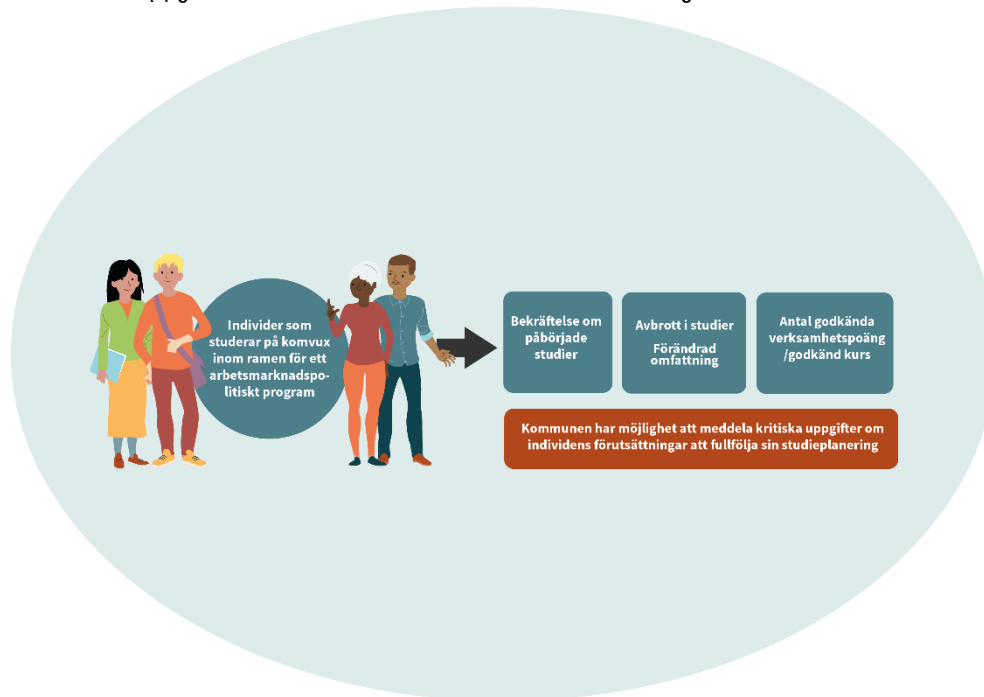 Individer som
studerar på komvux
inom ramen för ett
arbetsmarknadspo-
litiskt program
Bekräftelse om
påbörjade
studier
Avbrott i studier
Förändrad
omfattning
Antal godkända
verksamhetspoäng
/godkänd kurs
Kommunen har möjlighet att meddela kritiska uppgifter om
individens förutsättningar att fullfölja sin studieplanering